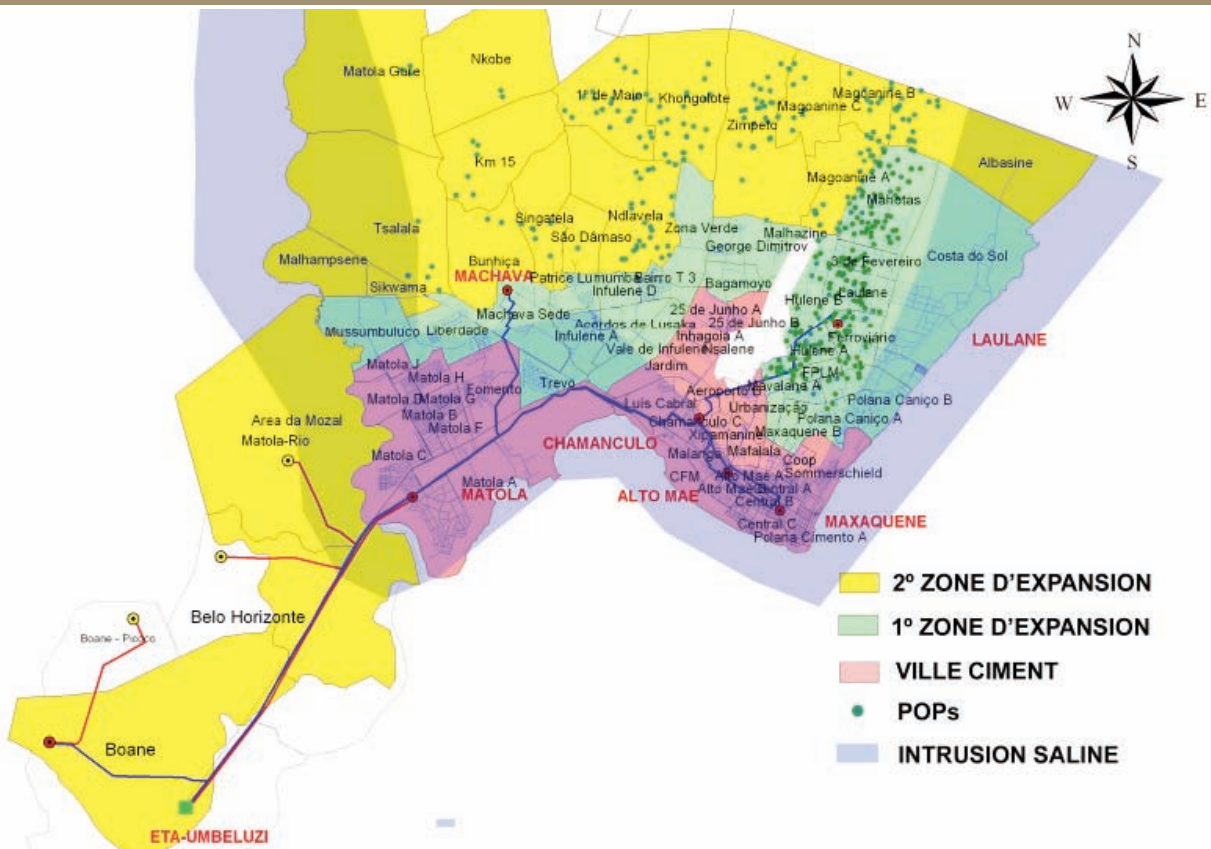 N
W E
S
Matola Gare
Nkobe
1º de Maio
Khongolote
Magoanine B
Magoanine C
Zimpeto
Km 15
Albasine
Magoanine A
Mahotas
Singatela
Ndlavela
Tsalala
São Dâmaso
Zona Verde
Malhazine
George Dimitrov
Costa do Sol
Malhampsene
Bunhiça
3 de Fevereiro
MACHAVA
Patrice Lumumba
Bairro T 3
Bagamoyo
Sikwama
Infulene D
Hulene B
Laulane
Mussumbuluco
Liberdade
Machava Sede
25 de Junho A
Acordos de Lusaka
25 de Junho B
Infulene A
Inhagoia A
Ferroviário
LAULANE
Vale de Infulene
Nsalene
Hulene A
Matola J
Jardim
Matola H
FPLM
Fomento
Trevo
Mavalane A
Aeroporto B
Matola D
Matola G
Polana Caniço B
Luis Cabral
Urbanização
Matola B
Area da Mozal
Chamanculo C
Polana Caniço A
Matola F
Xipamanine
Maxaquene B
Matola-Rio
CHAMANCULO
Mafalala
Matola C
Malanga
Coop
Sommerschield
Matola A
CFM
Alto Mae A
MATOLA
ALTO MAE
Alto Mae
Central A
Central B
Central C
MAXAQUENE
Polana Cimento A
Belo Horizonte
Boane
ETA-UMBELUZI
2º ZONE D'EXPANSION
1º ZONE D'EXPANSION
VILLE CIMENT
POPs
INTRUSION SALINE